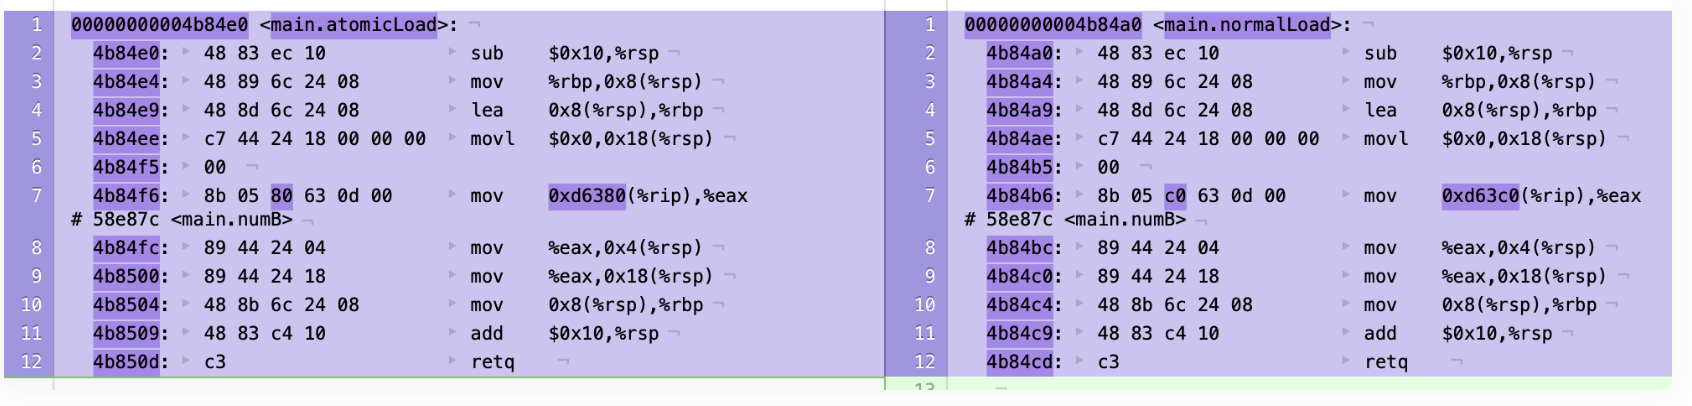 1 00000000004b84e0 <main.atomicLoad>: ¬
2 4b84e0: ▸ 48 83 ec 10 ▸ sub $0x10,%rsp ¬
3 4b84e4: ▸ 48 89 6c 24 08 ▸ mov %rbp,0x8(%rsp) ¬
4 4b84e9: ▸ 48 8d 6c 24 08 ▸ lea 0x8(%rsp),%rbp ¬
5 4b84ee: ▸ c7 44 24 18 00 00 00 ▸ movl $0x0,0x18(%rsp) ¬
6 4b84f5: ▸ 00 ¬
7 4b84f6: ▸ 8b 05 80 63 0d 00 ▸ mov 0xd6380(%rip),%eax
# 58e87c <main.numB> ¬
8 4b84fc: ▸ 89 44 24 04 ▸ mov %eax,0x4(%rsp) ¬
9 4b8500: ▸ 89 44 24 18 ▸ mov %eax,0x18(%rsp) ¬
10 4b8504: ▸ 48 8b 6c 24 08 ▸ mov 0x8(%rsp),%rbp ¬
11 4b8509: ▸ 48 83 c4 10 ▸ add $0x10,%rsp ¬
12 4b850d: ▸ c3 ▸ retq ¬
1 00000000004b84a0 <main.normalLoad>: ¬
2 4b84a0: ▸ 48 83 ec 10 ▸ sub $0x10,%rsp ¬
3 4b84a4: ▸ 48 89 6c 24 08 ▸ mov %rbp,0x8(%rsp) ¬
4 4b84a9: ▸ 48 8d 6c 24 08 ▸ lea 0x8(%rsp),%rbp ¬
5 4b84ae: ▸ c7 44 24 18 00 00 00 ▸ movl $0x0,0x18(%rsp) ¬
6 4b84b5: ▸ 00 ¬
7 4b84b6: ▸ 8b 05 c0 63 0d 00 ▸ mov 0xd63c0(%rip),%eax
# 58e87c <main.numB> ¬
8 4b84bc: ▸ 89 44 24 04 ▸ mov %eax,0x4(%rsp) ¬
9 4b84c0: ▸ 89 44 24 18 ▸ mov %eax,0x18(%rsp) ¬
10 4b84c4: ▸ 48 8b 6c 24 08 ▸ mov 0x8(%rsp),%rbp ¬
11 4b84c9: ▸ 48 83 c4 10 ▸ add $0x10,%rsp ¬
12 4b84cd: ▸ c3 ▸ retq ¬
13 ¬